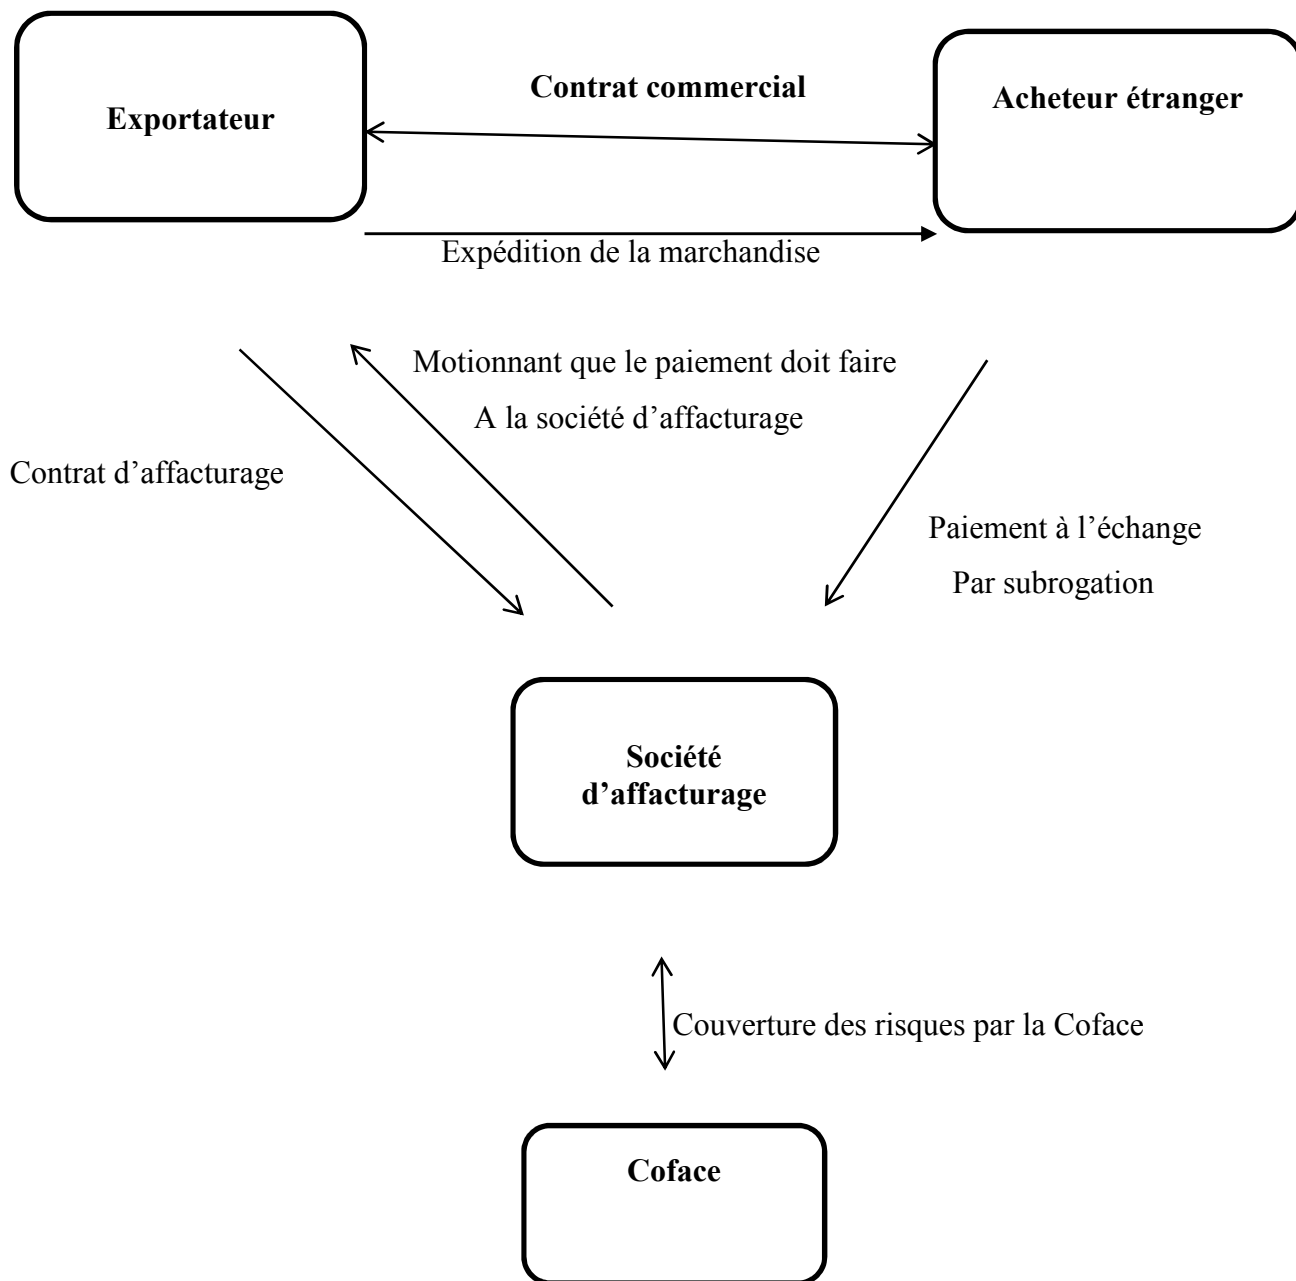 Contrat commercial
Exportateur
Acheteur étranger
Expédition de la marchandise
Motionnant que le paiement doit faire
A la société d’affacturage
Contrat d’affacturage
Paiement à l’échange
Par subrogation
Société
d’affacturage
Couverture des risques par la Coface
Coface